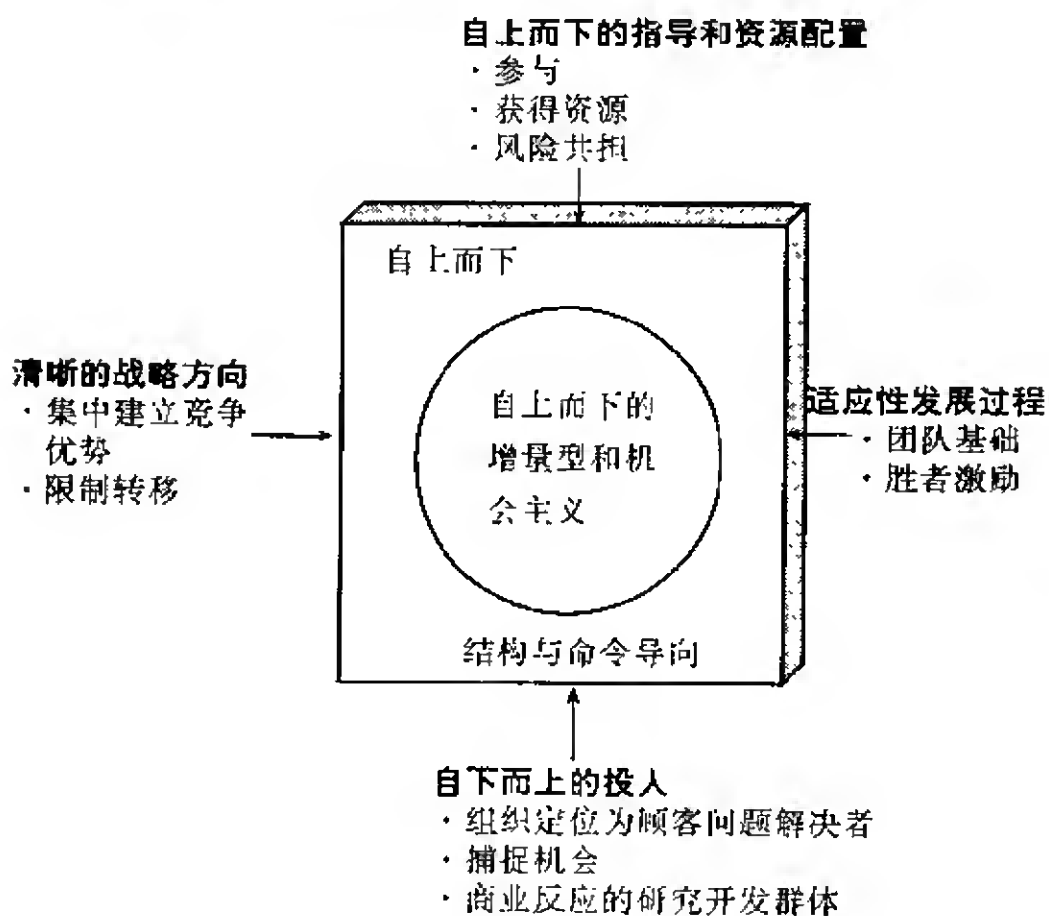 自上而下的指导和资源配置
· 参与
· 获得资源
· 风险共担
自上而下
清晰的战略方向
· 集中建立竞争
优势
· 限制转移
自上而下的
增量型和机
会主义
适应性发展过程
· 团队基础
· 胜者激励
结构与命令导向
自下而上的投人
· 组织定位为顾客问题解决者
· 捕捉机会
· 商业反应的研究开发群体